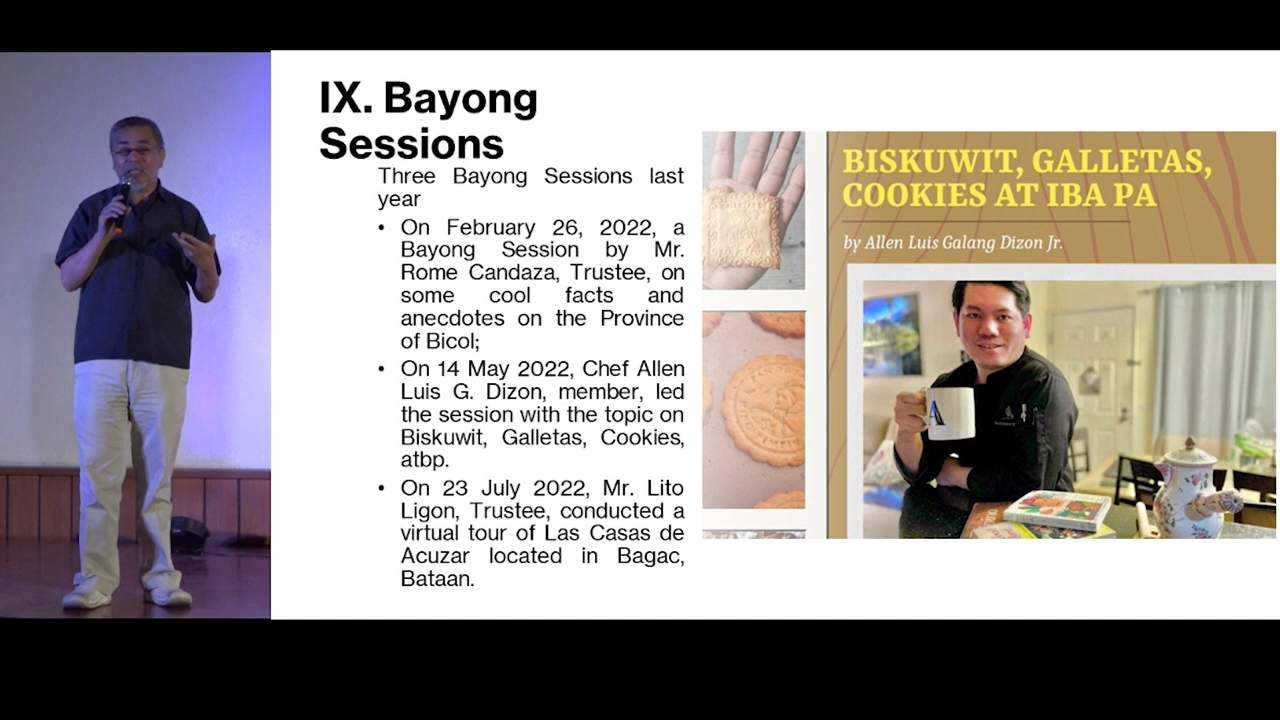 IX. Bayong
Sessions
Three Bayong Sessions last
year
• On February 26, 2022, a
Bayong Session by Mr.
Rome Candaza, Trustee, on
some cool facts and
anecdotes on the Province
of Bicol;
• On 14 May 2022, Chef Allen
Luis G. Dizon, member, led
the session with the topic on
Biskuwit, Galletas, Cookies,
atbp.
• On 23 July 2022, Mr. Lito
Ligon, Trustee, conducted a
virtual tour of Las Casas de
Acuzar located in Bagac,
Bataan.
BISKUWIT, GALLETAS,
COOKIES AT IBA PA
by Allen Luis Galang Dizon Jr.
A